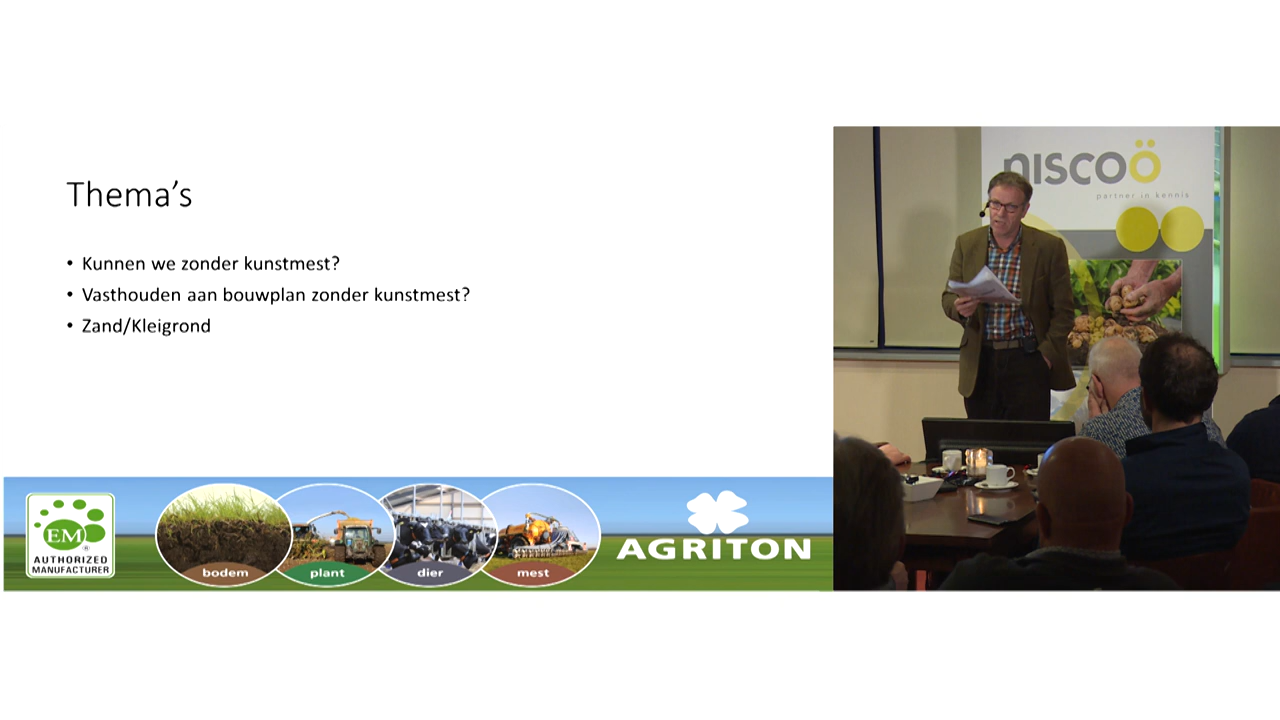 Thema's
• Kunnen we zonder kunstmest?
• Vasthouden aan bouwplan zonder kunstmest?
• Zand/Kleigrond
EM®
AUTHORIZED
MANUFACTURER
bodem
plant
dier
mest
AGRITON
niscoö
partner in kennis